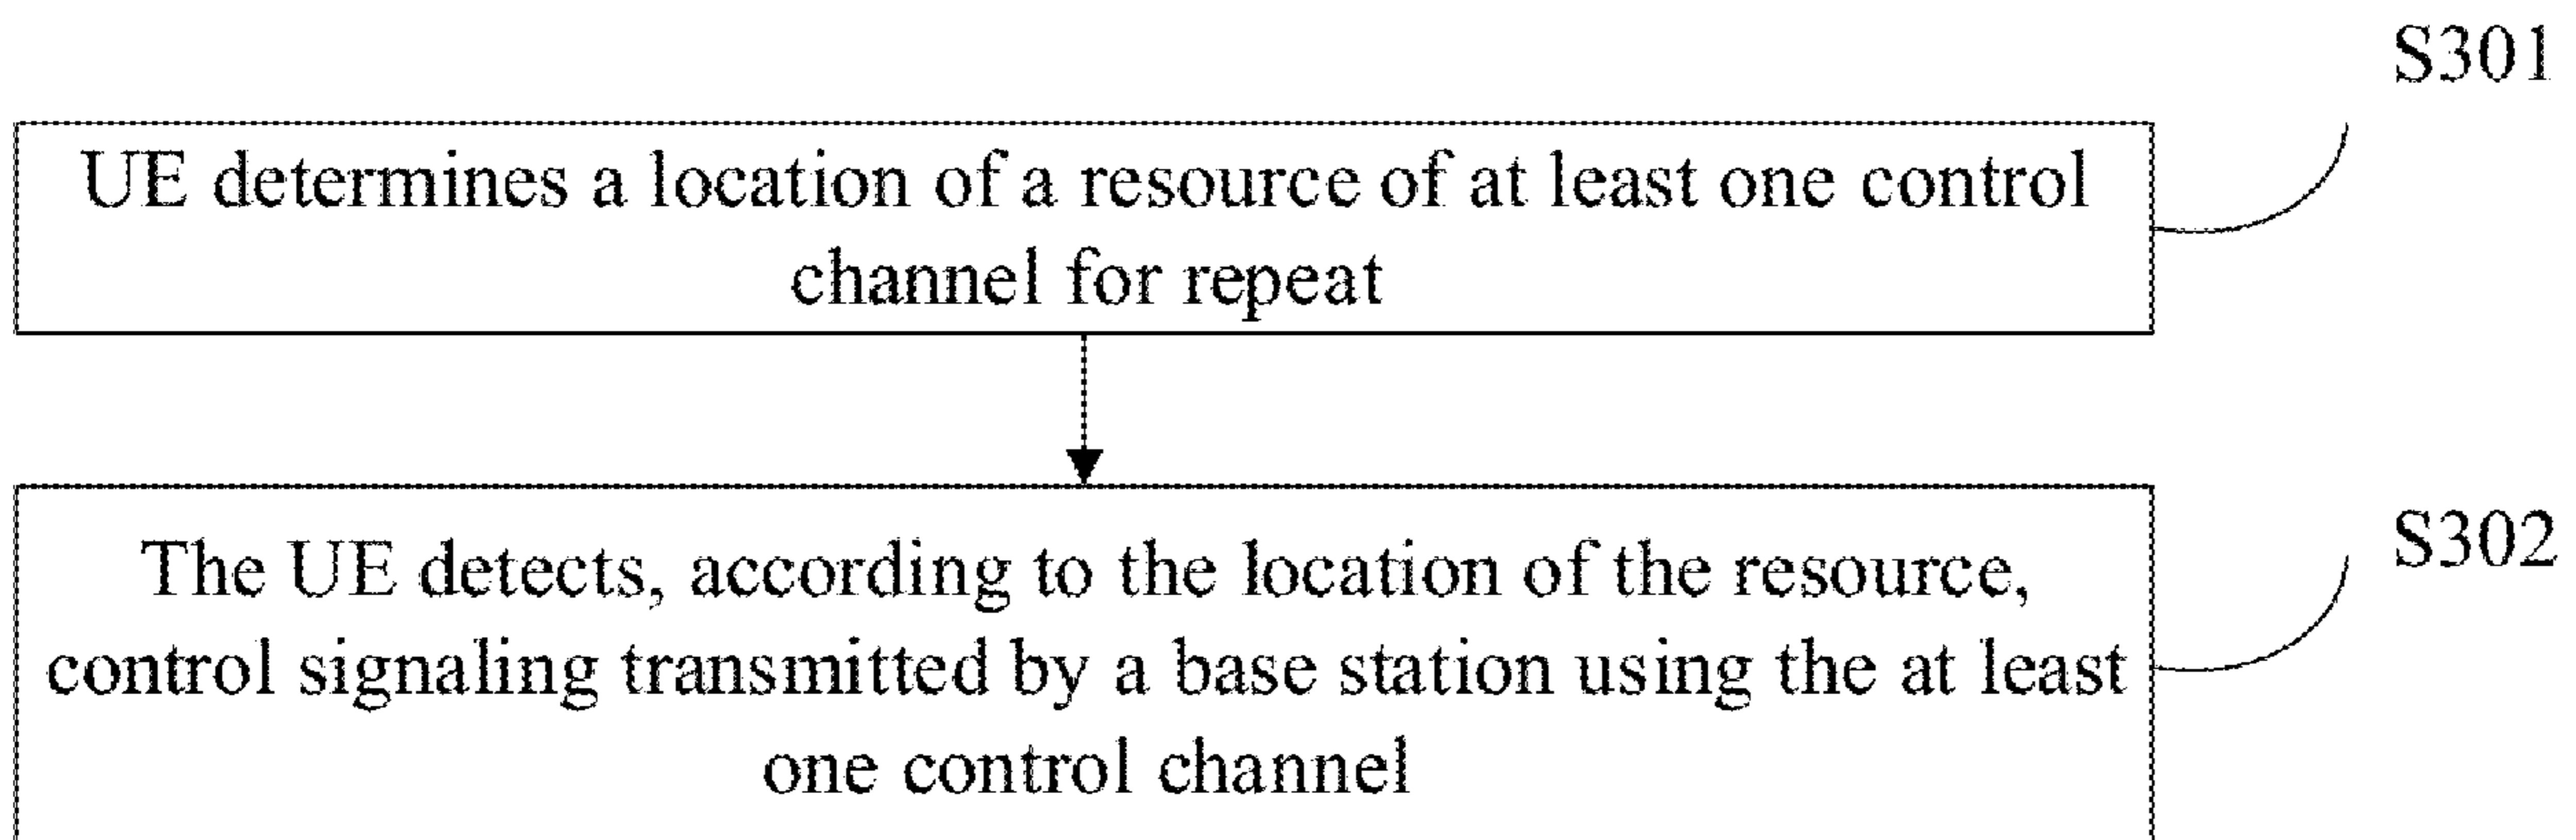 S301
UE determines a location of a resource of at least one control
channel for repeat
S302
The UE detects, according to the location of the resource,
control signaling transmitted by a base station using the at least
one control channel